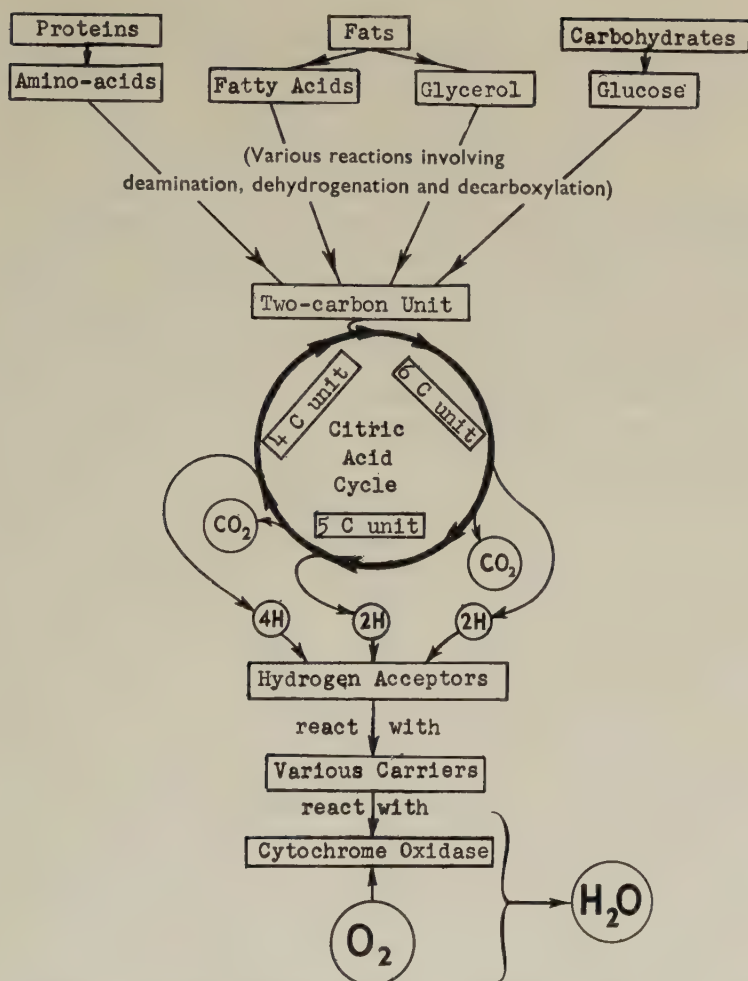 Proteins
Fats
Carbohydrates
Amino-acids
Fatty Acids
Glycerol
Glucose
(Various reactions involving
deamination, dehydrogenation and decarboxylation)
Two-carbon Unit
4 C unit
6 C unit
Citric
Acid
Cycle
5 C unit
CO₂
CO₂
4H
2H
2H
Hydrogen Acceptors
react with
Various Carriers
react with
Cytochrome Oxidase
O₂
H₂O